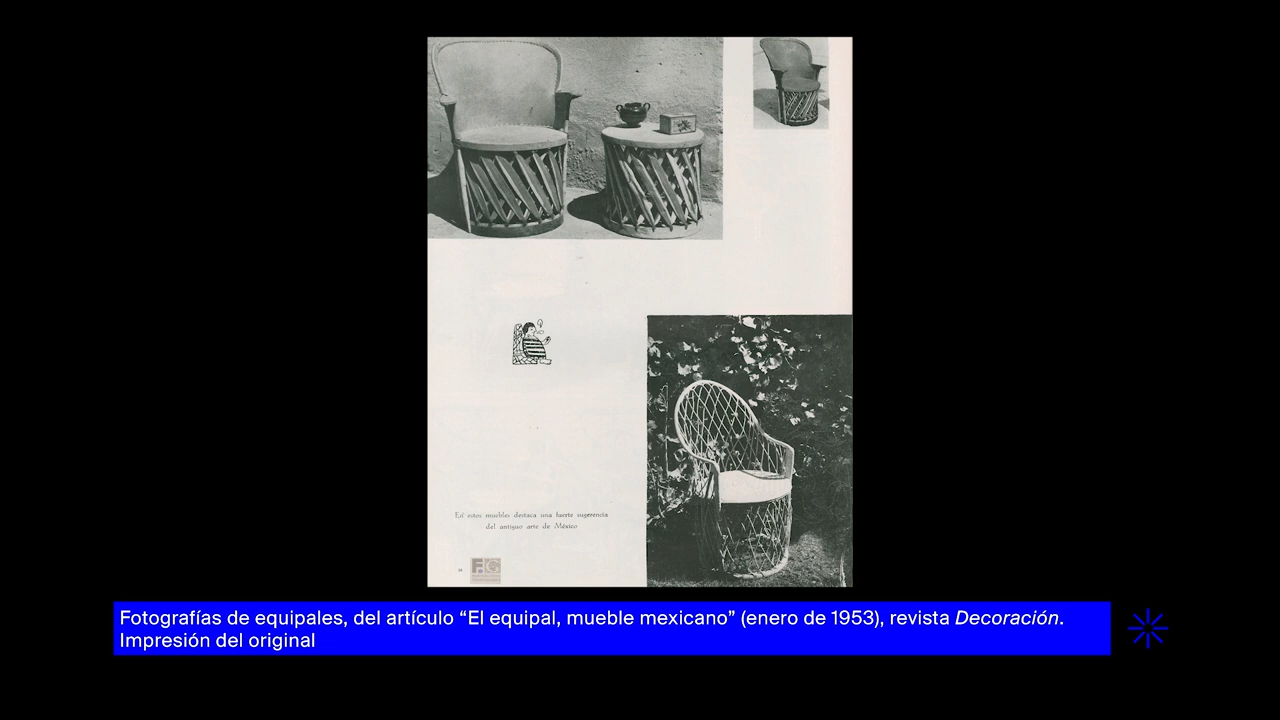 En estos muebles destaca una fuerte sugerencia
del antiguo arte de México
Fotografías de equipales, del artículo “El equipal, mueble mexicano” (enero de 1953), revista Decoración.
Impresión del original